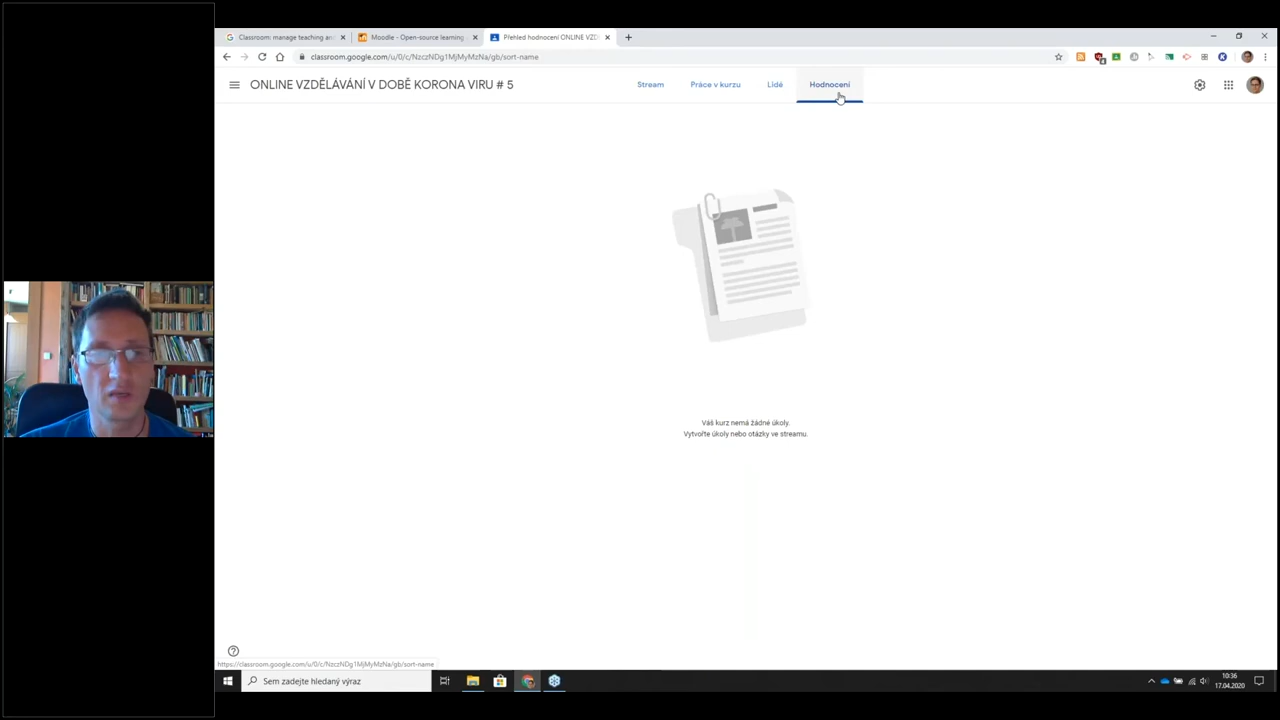 Classroom: manage teaching an
Moodle - Open-source learning
Přehled hodnocení ONLINE VZD
classroom.google.com/u/0/c/NzczNDg1MjMyMzNa/gb/sort-name
ONLINE VZDĚLÁVÁNÍ V DOBĚ KORONA VIRU # 5
Stream
Práce v kurzu
Lidé
Hodnocení
Váš kurz nemá žádné úkoly.
Vytvořte úkoly nebo otázky ve streamu.
https://classroom.google.com/u/0/c/NzczNDg1MjMyMzNa/gb/sort-name
Sem zadejte hledaný výraz
10:36
17.04.2020